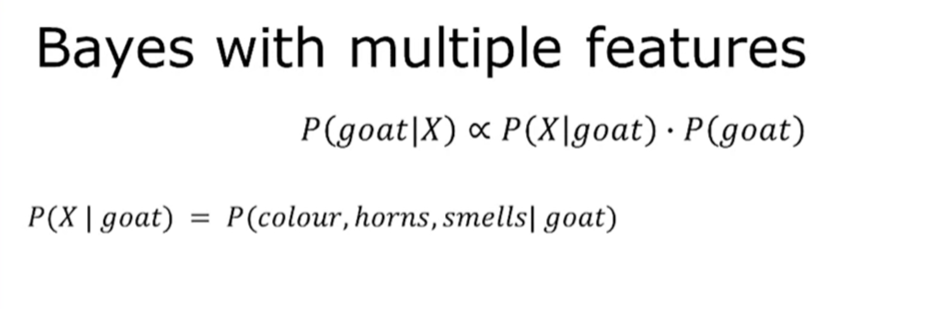 Bayes with multiple features
P(goat|X) ∝ P(X|goat) · P(goat)
P(X | goat) = P(colour, horns, smells| goat)